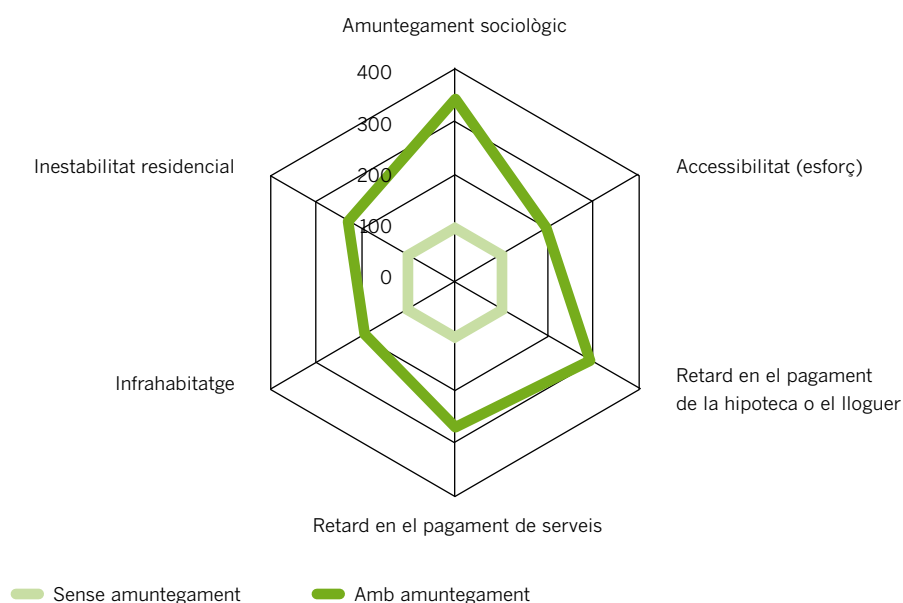 Amuntegament sociològic
400
300
200
100
0
Inestabilitat residencial
Accessibilitat (esforç)
Infrahabitatge
Retard en el pagament
de la hipoteca o el lloguer
Retard en el pagament de serveis
Sense amuntegament
Amb amuntegament